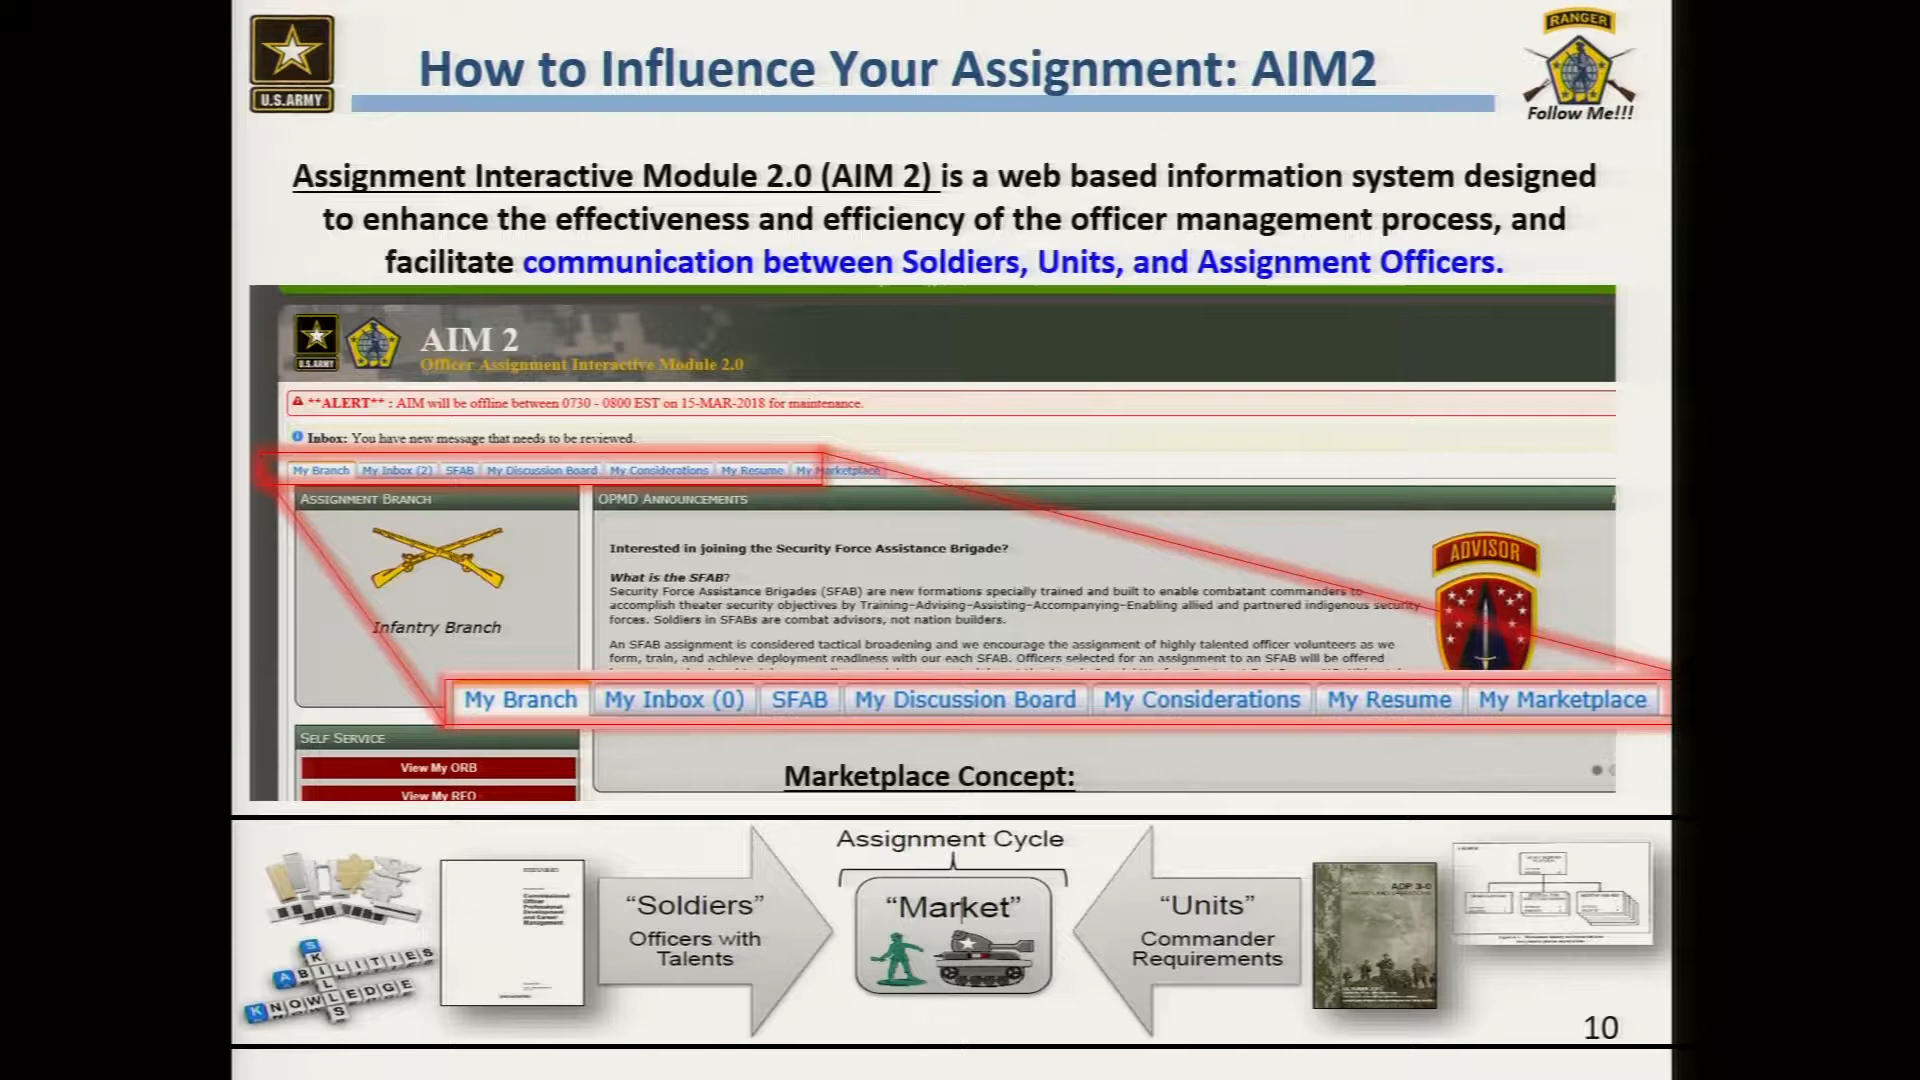 U.S.ARMY
How to Influence Your Assignment: AIM2
RANGER
Follow Me!!!
Assignment Interactive Module 2.0 (AIM 2) is a web based information system designed
to enhance the effectiveness and efficiency of the officer management process, and
facilitate communication between Soldiers, Units, and Assignment Officers.
U.S.ARMY
AIM 2
Officer Assignment Interactive Module 2.0
**ALERT** : AIM will be offline between 0730 - 0800 EST on 15-MAR-2018 for maintenance.
Inbox: You have new message that needs to be reviewed.
My Branch My Inbox (2) SFAB My Discussion Board My Considerations My Resume My Marketplace
ASSIGNMENT BRANCH
OPMD ANNOUNCEMENTS
Infantry Branch
Interested in joining the Security Force Assistance Brigade?
What is the SFAB?
Security Force Assistance Brigades (SFAB) are new formations specially trained and built to enable combatant commanders to
accomplish theater security objectives by Training-Advising-Assisting-Accompanying-Enabling allied and partnered indigenous security
forces. Soldiers in SFABs are combat advisors, not nation builders.
An SFAB assignment is considered tactical broadening and we encourage the assignment of highly talented officer volunteers as we
form, train, and achieve deployment readiness with our each SFAB. Officers selected for an assignment to an SFAB will be offered
ADVISOR
My Branch My Inbox (0) SFAB My Discussion Board My Considerations My Resume My Marketplace
SELF SERVICE
View My ORB
View My RFO
Marketplace Concept:
SKILLS
ABILITIES
KNOWLEDGE
Commissioned
Officer
Professional
Development
and Career
Management
"Soldiers"
Officers with
Talents
Assignment Cycle
"Market"
"Units"
Commander
Requirements
ADP 3-0
10